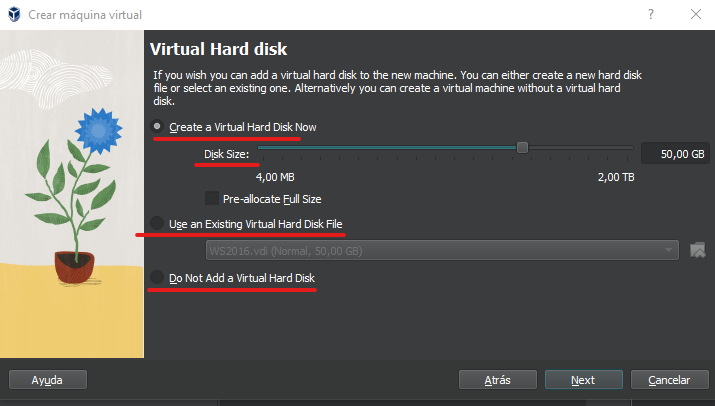 Crear máquina virtual
Virtual Hard disk
If you wish you can add a virtual hard disk to the new machine. You can either create a new hard disk
file or select an existing one. Alternatively you can create a virtual machine without a virtual hard
disk.
Create a Virtual Hard Disk Now
Disk Size:
50,00 GB
4,00 MB
2,00 TB
Pre-allocate Full Size
Use an Existing Virtual Hard Disk File
WS2016.vdi (Normal, 50,00 GB)
Do Not Add a Virtual Hard Disk
Ayuda
Atrás
Next
Cancelar